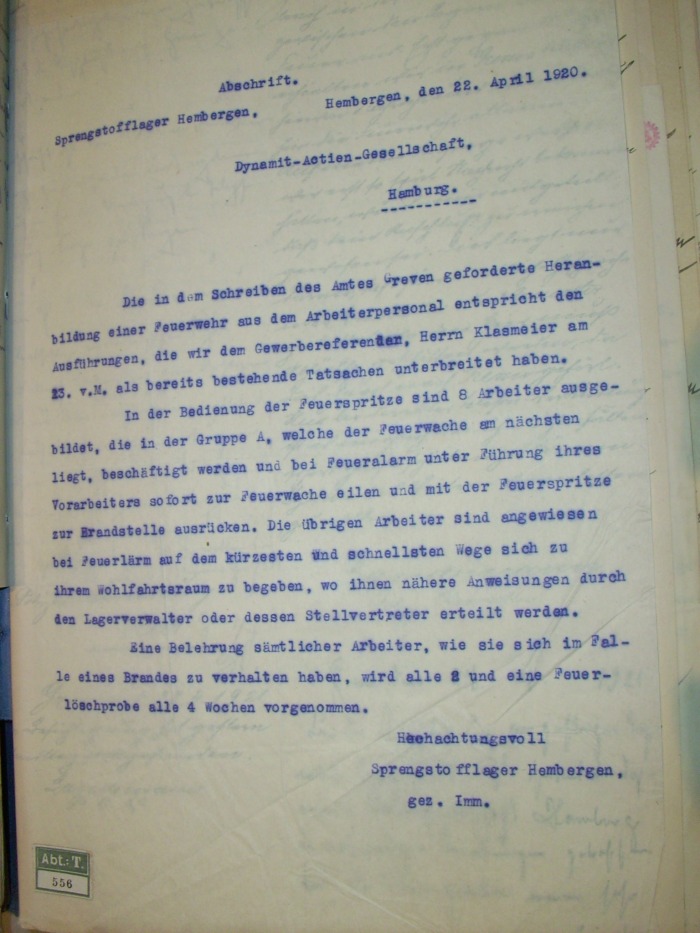 Abschrift.
Sprengstofflager Hembergen, Hembergen, den 22. April 1920.
Dynamit-Actien-Gesellschaft,
Hamburg.
Die in dem Schreiben des Amtes Greven geforderte Heran-
bildung einer Feuerwehr aus dem Arbeiterpersonal entspricht den
Ausführungen, die wir dem Gewerbereferendar, Herrn Klasmeier am
23. v.M. als bereits bestehende Tatsachen unterbreitet haben.
In der Bedienung der Feuerspritze sind 8 Arbeiter ausge-
bildet, die in der Gruppe A, welche der Feuerwache am nächsten
liegt, beschäftigt werden und bei Feueralarm unter Führung ihres
Vorarbeiters sofort zur Feuerwache eilen und mit der Feuerspritze
zur Brandstelle ausrücken. Die übrigen Arbeiter sind angewiesen
bei Feuerlärm auf dem kürzesten und schnellsten Wege sich zu
ihrem Wohlfahrtsraum zu begeben, wo ihnen nähere Anweisungen durch
den Lagerverwalter oder dessen Stellvertreter erteilt werden.
Eine Belehrung sämtlicher Arbeiter, wie sie sich im Fal-
le eines Brandes zu verhalten haben, wird alle 2 und eine Feuer-
löschprobe alle 4 Wochen vorgenommen.
Hochachtungsvoll
Sprengstofflager Hembergen,
gez. Imm.
Abt.: T.
556